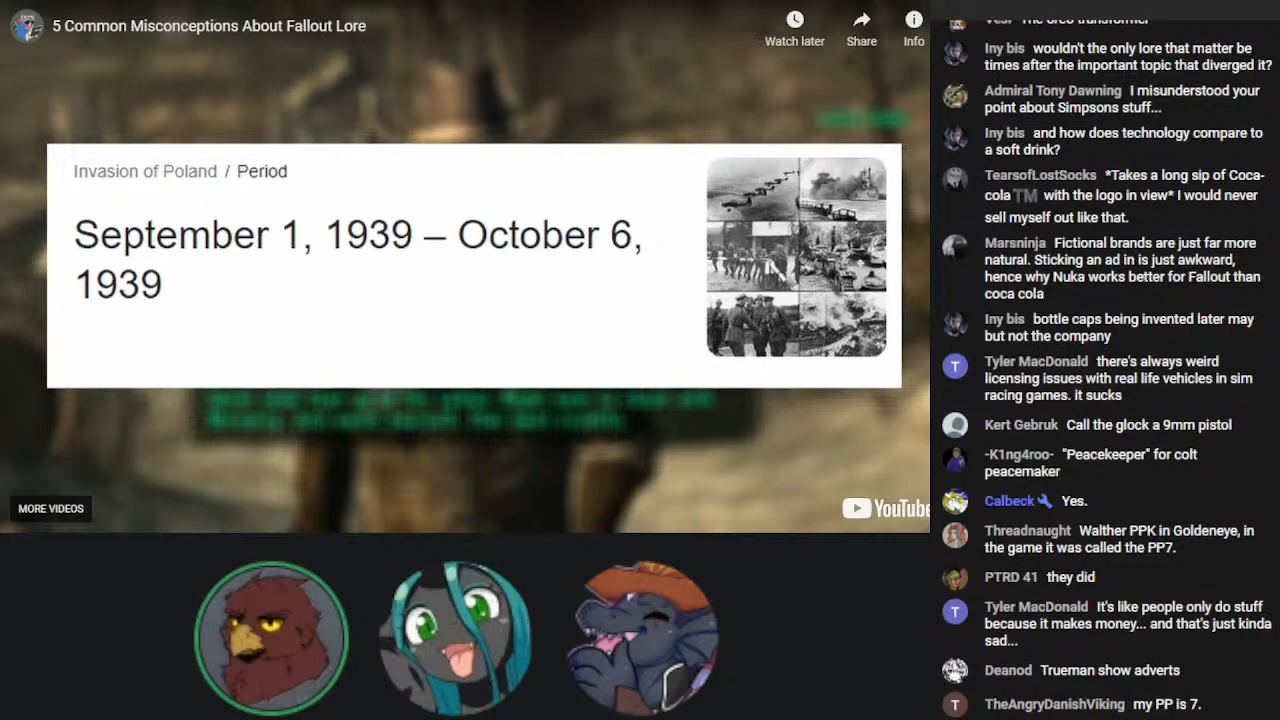 5 Common Misconceptions About Fallout Lore
Watch later
Share
Info
Invasion of Poland / Period
September 1, 1939 – October 6,
1939
MORE VIDEOS
YouTube
Iny bis wouldn't the only lore that matter be
times after the important topic that diverged it?
Admiral Tony Dawning I misunderstood your
point about Simpsons stuff...
Iny bis and how does technology compare to
a soft drink?
TearsofLostSocks *Takes a long sip of Coca-
cola TM with the logo in view* I would never
sell myself out like that.
Marsninja Fictional brands are just far more
natural. Sticking an ad in is just awkward,
hence why Nuka works better for Fallout than
coca cola
Iny bis bottle caps being invented later may
but not the company
T
Tyler MacDonald there's always weird
licensing issues with real life vehicles in sim
racing games. it sucks
Kert Gebruk Call the glock a 9mm pistol
-K1ng4roo- "Peacekeeper" for colt
peacemaker
Calbeck Yes.
Threadnaught Walther PPK in Goldeneye, in
the game it was called the PP7.
PTRD 41 they did
T
Tyler MacDonald It's like people only do stuff
because it makes money... and that's just kinda
sad...
Deanod Trueman show adverts
T
TheAngryDanishViking my PP is 7.